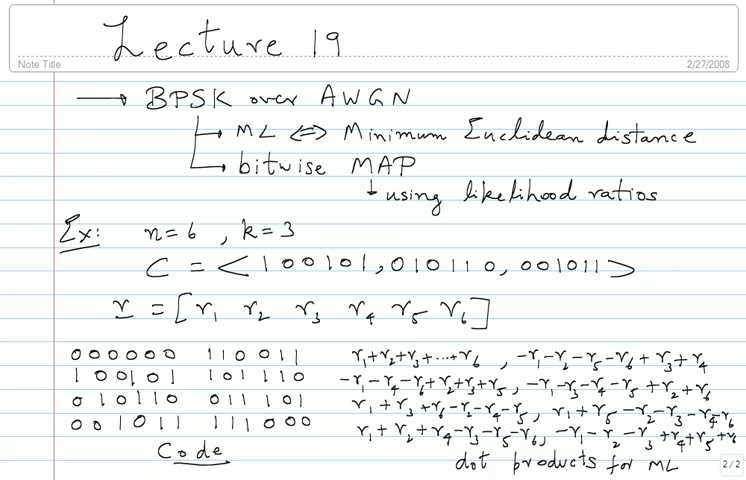 Lecture 19
Note Title
2/27/2008
→ BPSK over AWGN
→ ML ⇔ Minimum Euclidean distance
→ bitwise MAP
↓ using likelihood ratios
Ex: n=6 , k=3
C = < 100101, 010110, 001011 >
r = [r₁ r₂ r₃ r₄ r₅ r₆]
000000 110011 r₁+r₂+r₃+...+r₆ , -r₁-r₂-r₅-r₆+r₃+r₄
100101 101110 -r₁-r₄-r₆+r₂+r₃+r₅, -r₁-r₃-r₄-r₅+r₂+r₆
010110 011101 r₁+r₃+r₆-r₂-r₄-r₅, r₁+r₅-r₂-r₃-r₄-r₆
001011 111000 r₁+r₂+r₄-r₃-r₅-r₆, -r₁-r₂-r₃+r₄+r₅+r₆
Code
dot products for ML
2/2